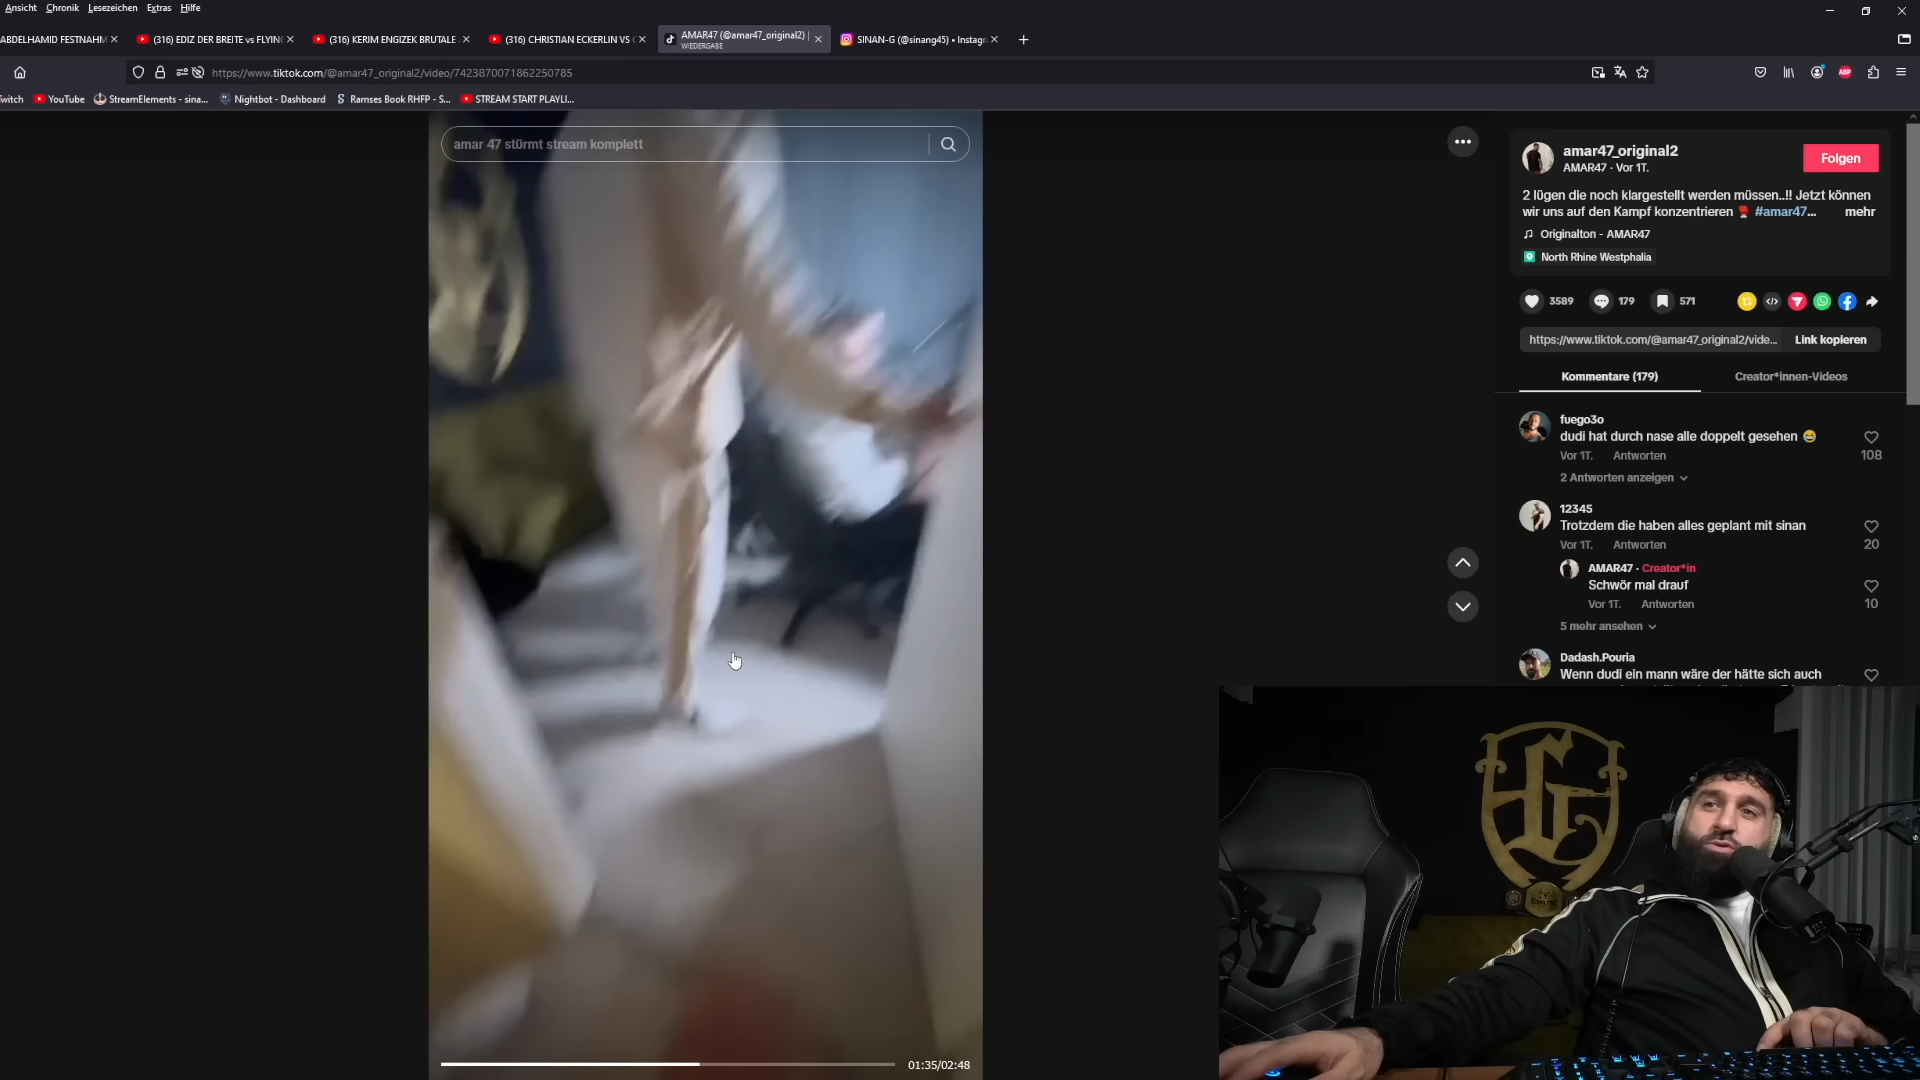 Ansicht Chronik Lesezeichen Extras Hilfe
ABDELHAMID FESTNAHM
(316) EDIZ DER BREITE vs FLYIN
(316) KERIM ENGIZEK BRUTALE
(316) CHRISTIAN ECKERLIN VS
AMAR47 (@amar47_original2) |
WIEDERGABE
SINAN-G (@sinang45) • Instagr
https://www.tiktok.com/@amar47_original2/video/7423870071862250785
witch
YouTube
StreamElements - sina...
Nightbot - Dashboard
Ramses Book RHFP - S...
STREAM START PLAYLI...
ABP
amar 47 stürmt stream komplett
amar47_original2
AMAR47 · Vor 1T.
Folgen
2 lügen die noch klargestellt werden müssen..!! Jetzt können
wir uns auf den Kampf konzentrieren 🥊 #amar47... mehr
Originalton - AMAR47
North Rhine Westphalia
3589
179
571
https://www.tiktok.com/@amar47_original2/vide...
Link kopieren
Kommentare (179)
Creator*innen-Videos
fuego3o
dudi hat durch nase alle doppelt gesehen 😂
Vor 1T. Antworten
108
2 Antworten anzeigen
12345
Trotzdem die haben alles geplant mit sinan
Vor 1T. Antworten
20
AMAR47 · Creator*in
Schwör mal drauf
Vor 1T. Antworten
10
5 mehr ansehen
Dadash.Pouria
Wenn dudi ein mann wäre der hätte sich auch
01:35/02:48